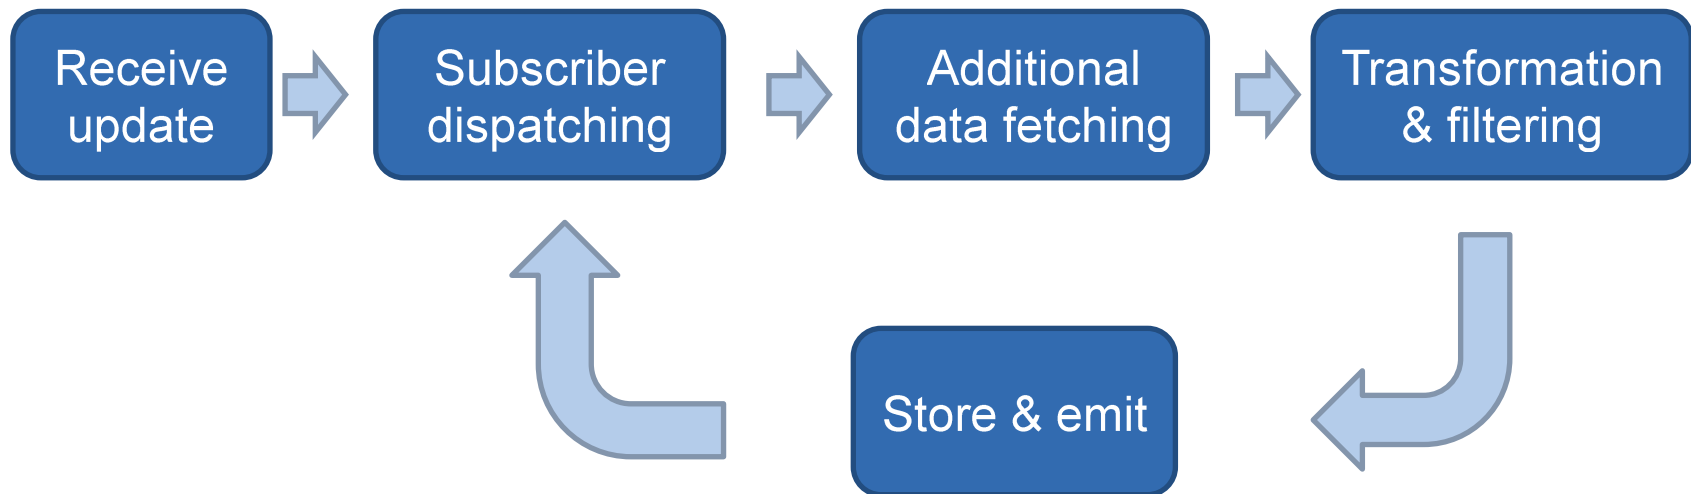 Receive
update
Subscriber
dispatching
Additional
data fetching
Transformation
& filtering
Store & emit